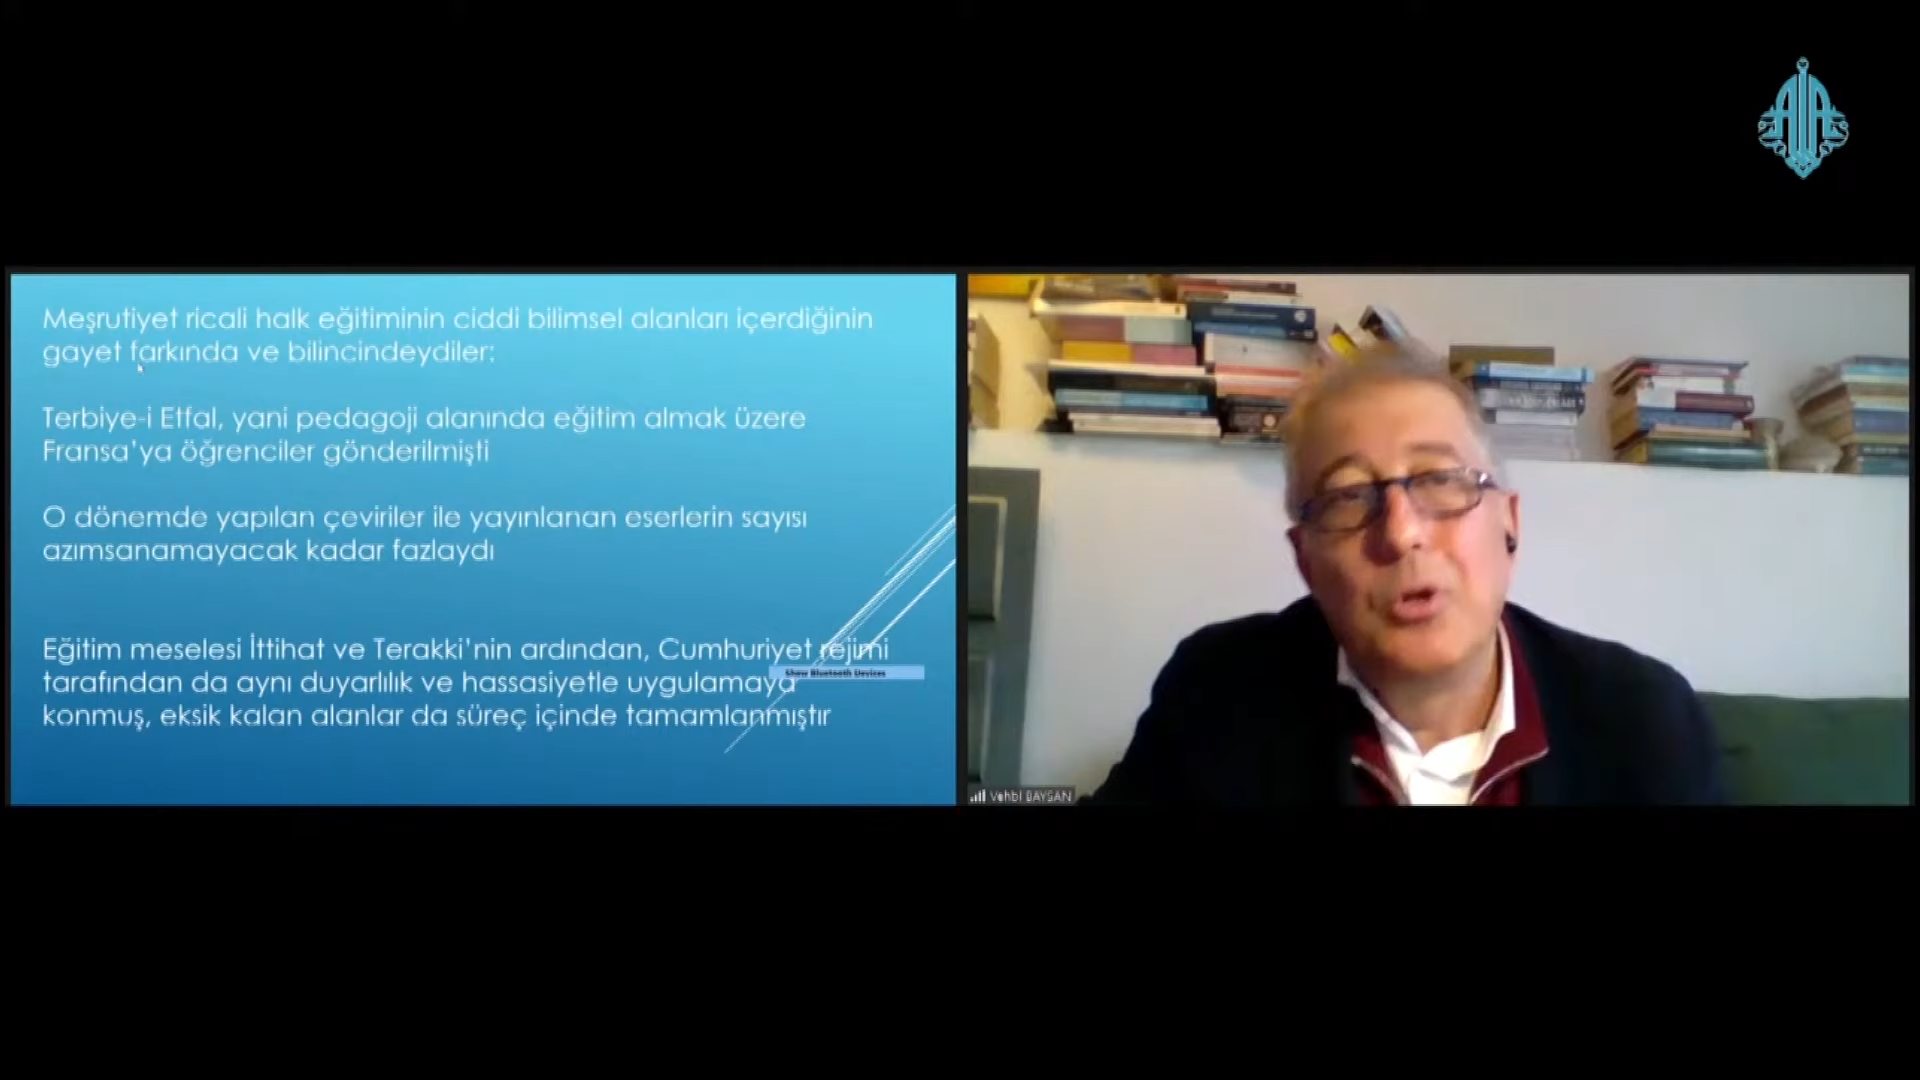 Meşrutiyet ricali halk eğitiminin ciddi bilimsel alanları içerdiğinin
gayet farkında ve bilincindeydiler:
Terbiye-i Etfal, yani pedagoji alanında eğitim almak üzere
Fransa'ya öğrenciler gönderilmişti
O dönemde yapılan çeviriler ile yayınlanan eserlerin sayısı
azımsanamayacak kadar fazlaydı
Eğitim meselesi İttihat ve Terakki'nin ardından, Cumhuriyet rejimi
tarafından da aynı duyarlılık ve hassasiyetle uygulamaya
konmuş, eksik kalan alanlar da süreç içinde tamamlanmıştır
Show Bluetooth Devices
Vehbi BAYSAN